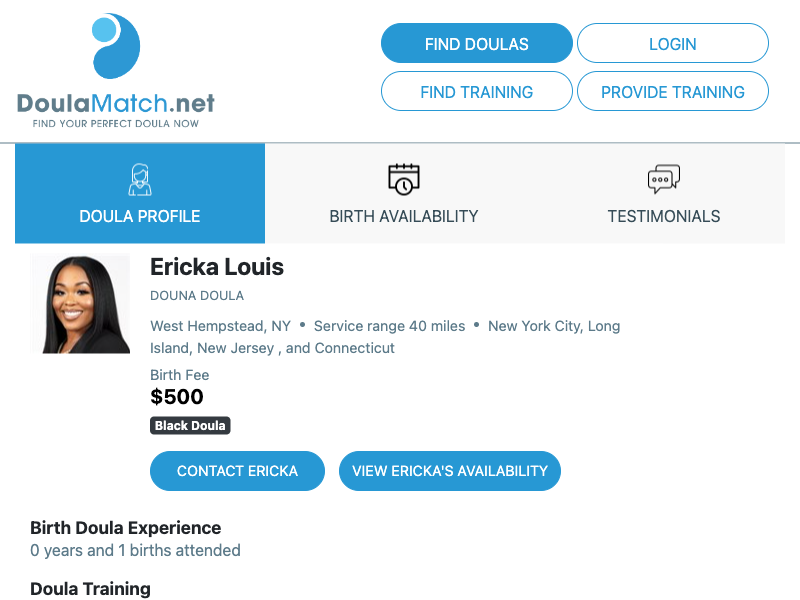 DoulaMatch.net
FIND YOUR PERFECT DOULA NOW
FIND DOULAS
LOGIN
FIND TRAINING
PROVIDE TRAINING
DOULA PROFILE
BIRTH AVAILABILITY
TESTIMONIALS
Ericka Louis
DOUNA DOULA
West Hempstead, NY • Service range 40 miles • New York City, Long
Island, New Jersey , and Connecticut
Birth Fee
$500
Black Doula
CONTACT ERICKA
VIEW ERICKA'S AVAILABILITY
Birth Doula Experience
0 years and 1 births attended
Doula Training